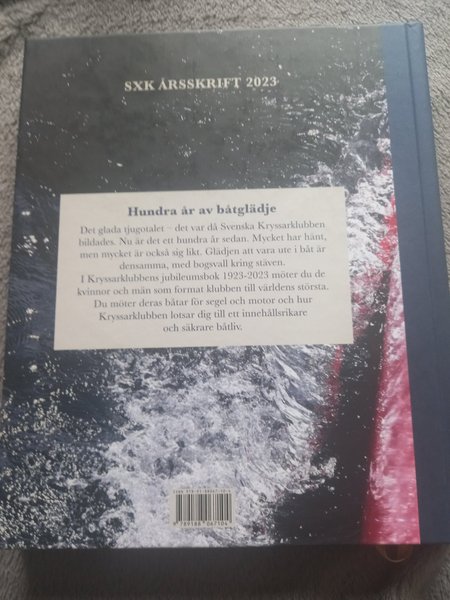 SXK ÅRSSKRIFT 2023
Hundra år av båtglädje
Det glada tjugotalet – det var då Svenska Kryssarklubben
bildades. Nu är det ett hundra år sedan. Mycket har hänt,
men mycket är också sig likt. Glädjen att vara ute i båt är
densamma, med bogsvall kring stäven.
I Kryssarklubbens jubileumsbok 1923-2023 möter du de
kvinnor och män som format klubben till världens största.
Du möter deras båtar för segel och motor och hur
Kryssarklubben lotsar dig till ett innehållsrikare
och säkrare båtliv.
9 789188 067104